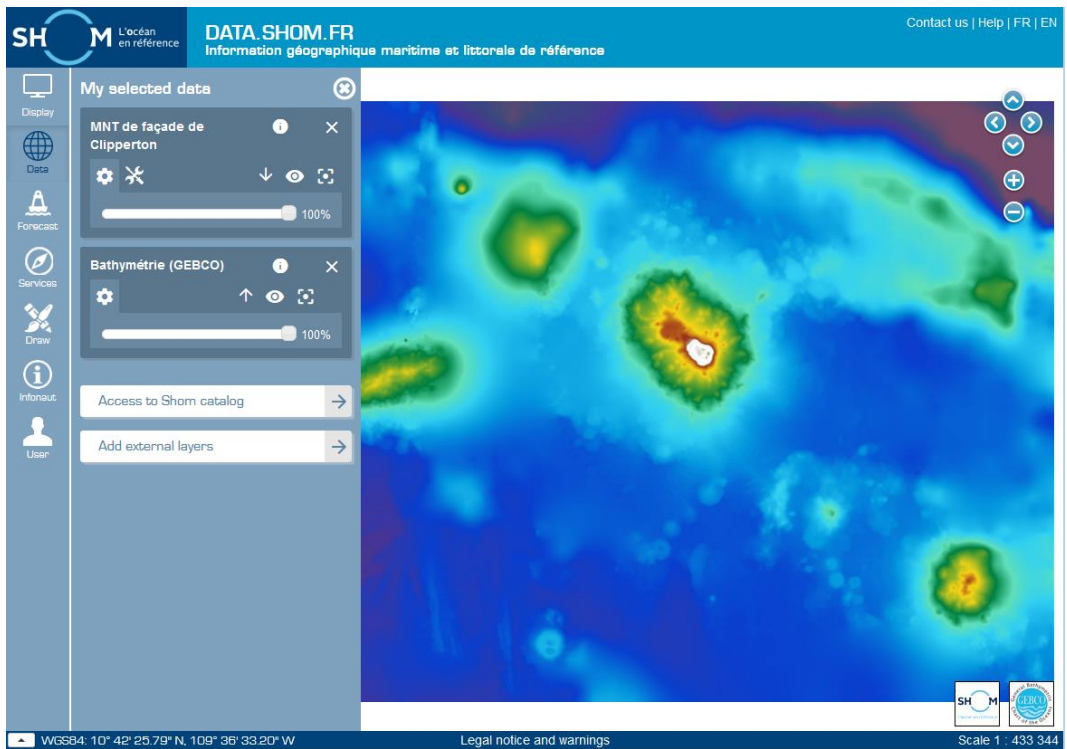 SHOM
L'océan
en référence
DATA.SHOM.FR
Information géographique maritime et littorale de référence
Contact us | Help | FR | EN
Display
Data
Forecast
Services
Draw
Infonaut
User
My selected data
MNT de façade de
Clipperton
100%
Bathymétrie (GEBCO)
100%
Access to Shom catalog
Add external layers
SHOM
GEBCO
WGS84: 10° 42' 25.79" N, 109° 36' 33.20" W
Legal notice and warnings
Scale 1 : 433 344